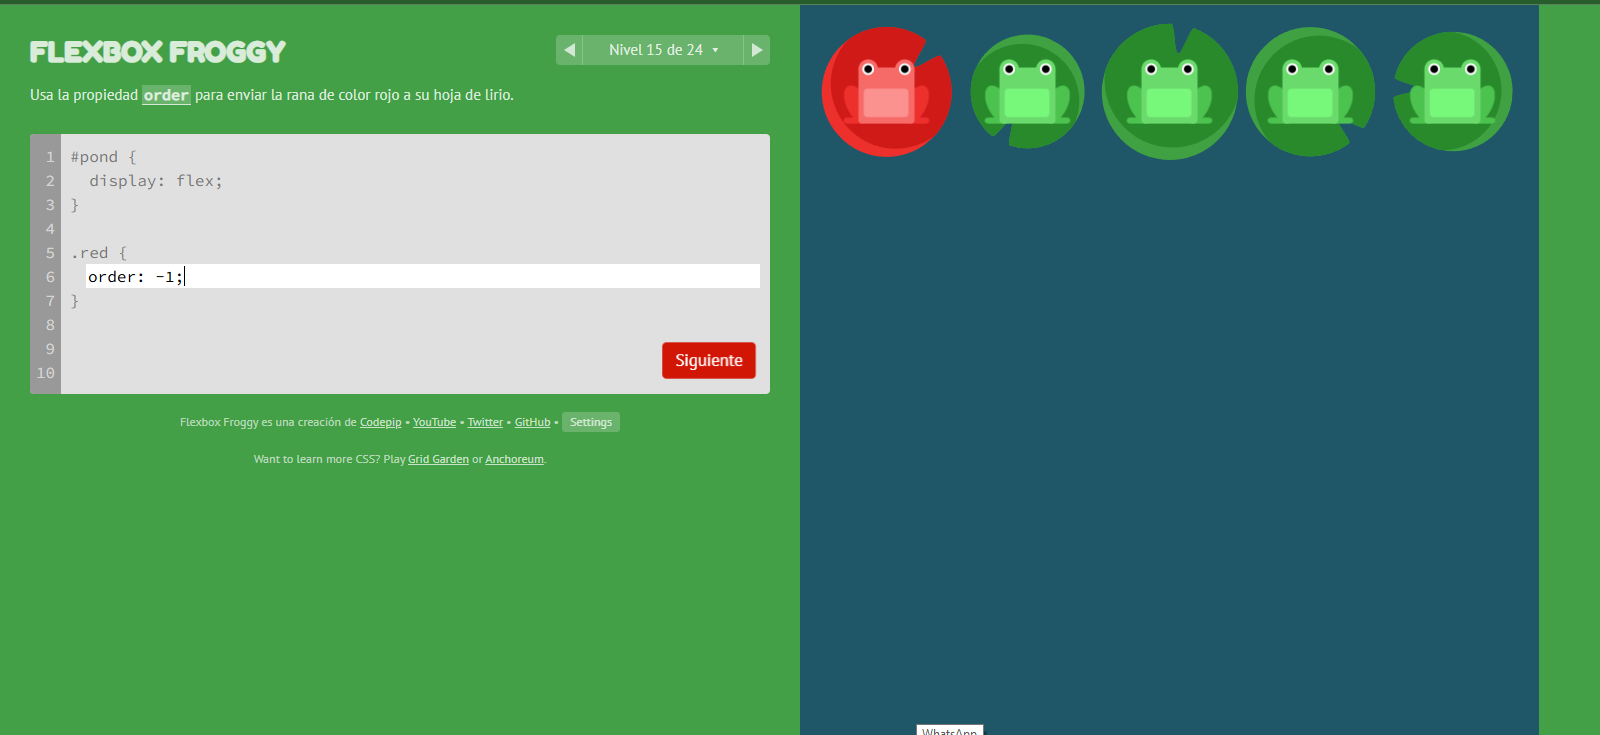 FLEXBOX FROGGY
Nivel 15 de 24
Usa la propiedad order para enviar la rana de color rojo a su hoja de lirio.
1 #pond {
2 display: flex;
3 }
4
5 .red {
6 order: -1;
7 }
8
9
10
Siguiente
Flexbox Froggy es una creación de Codepip • YouTube • Twitter • GitHub • Settings
Want to learn more CSS? Play Grid Garden or Anchoreum.
WhatsApp